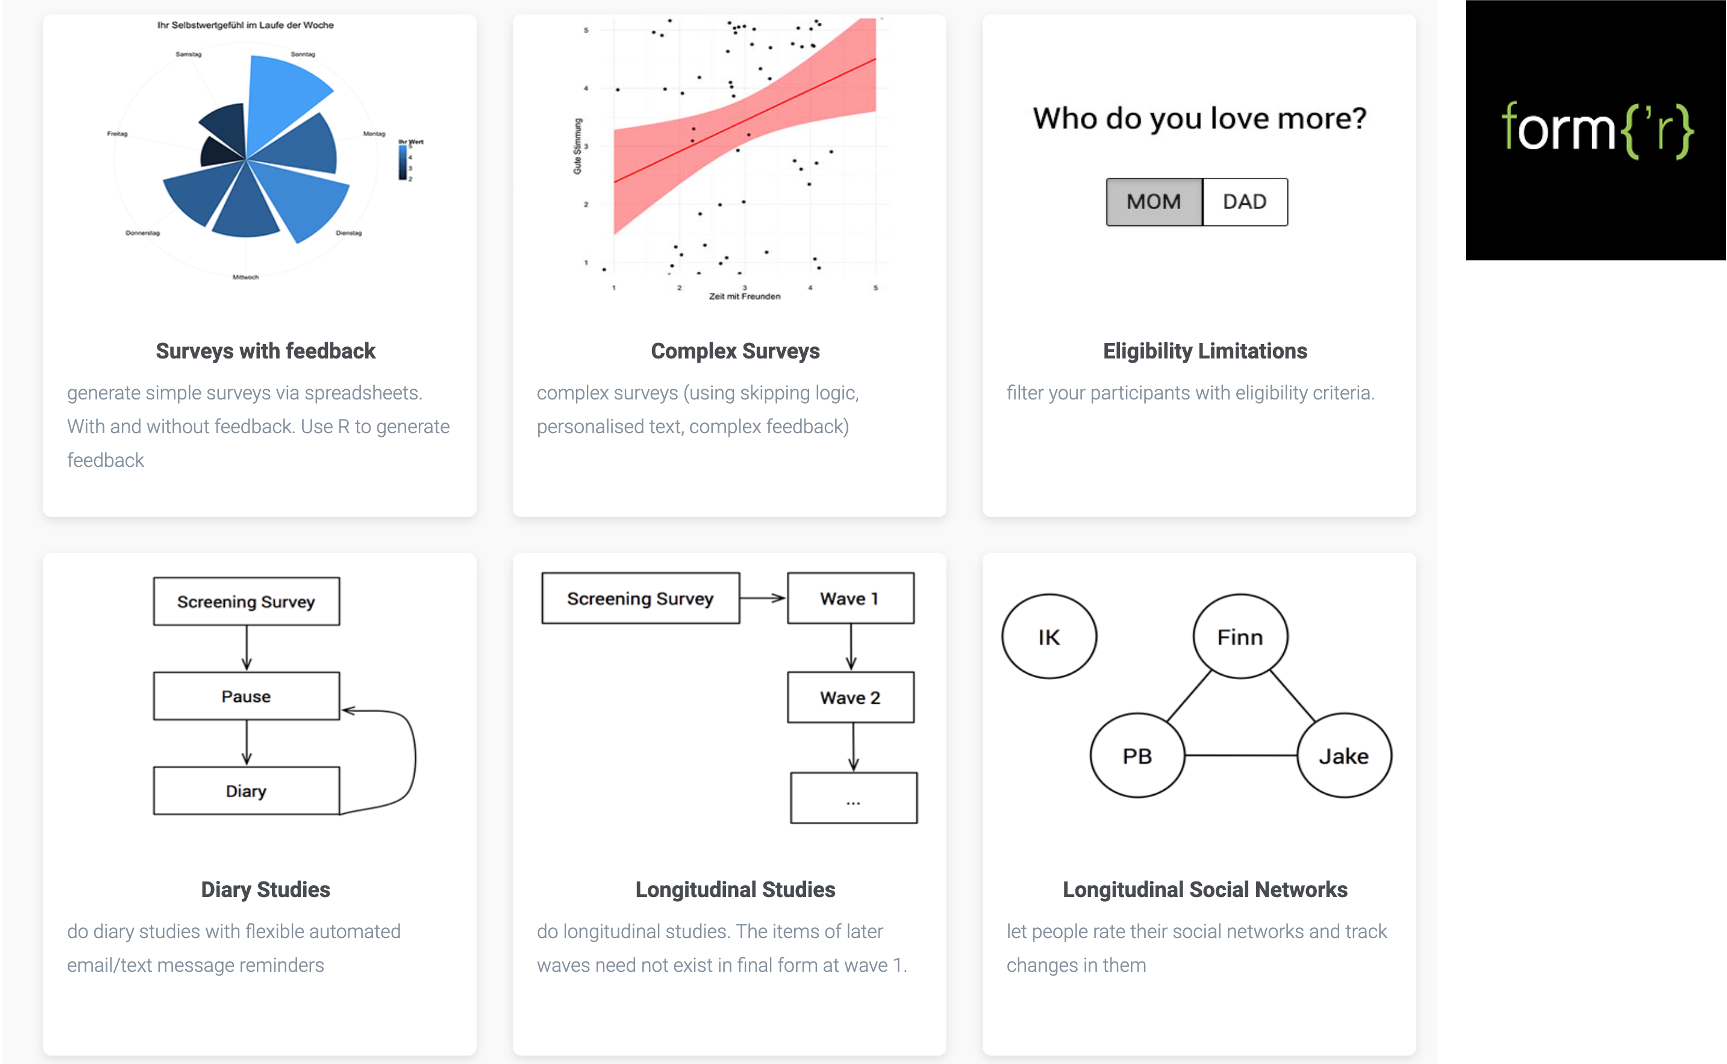 Ihr Selbstwertgefühl im Laufe der Woche
Samstag
Sonntag
Freitag
Montag
Ihr Wert
5
4
3
2
Donnerstag
Dienstag
Mittwoch
Surveys with feedback
generate simple surveys via spreadsheets.
With and without feedback. Use R to generate
feedback
5
4
3
2
1
Gute Stimmung
1 2 3 4 5
Zeit mit Freunden
Complex Surveys
complex surveys (using skipping logic,
personalised text, complex feedback)
Who do you love more?
MOM DAD
Eligibility Limitations
filter your participants with eligibility criteria.
form{'r}
Screening Survey
Pause
Diary
Diary Studies
do diary studies with flexible automated
email/text message reminders
Screening Survey
Wave 1
Wave 2
...
Longitudinal Studies
do longitudinal studies. The items of later
waves need not exist in final form at wave 1.
IK
Finn
PB
Jake
Longitudinal Social Networks
let people rate their social networks and track
changes in them